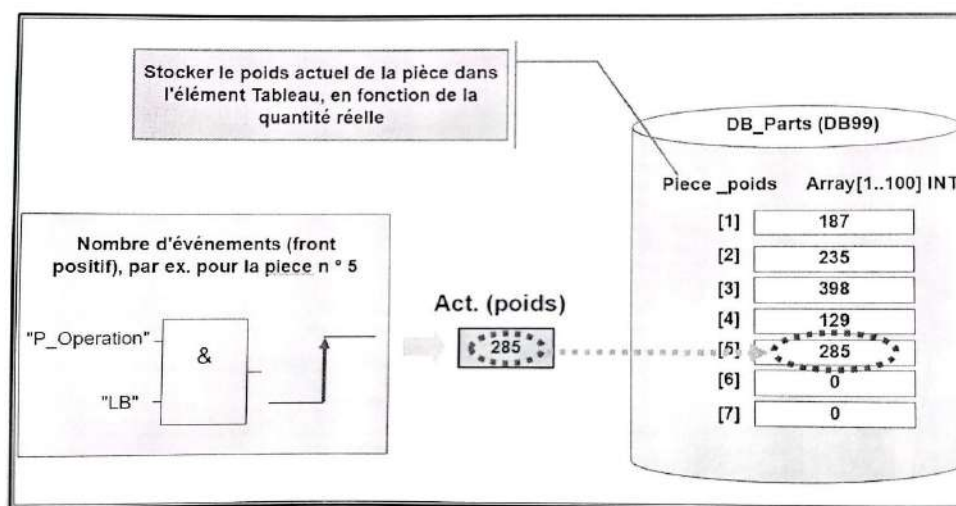 Stocker le poids actuel de la pièce dans
l'élément Tableau, en fonction de la
quantité réelle
DB_Parts (DB99)
Piece _poids Array[1..100] INT
[1] 187
[2] 235
[3] 398
[4] 129
[5] 285
[6] 0
[7] 0
Nombre d'événements (front
positif), par ex. pour la piece n ° 5
"P_Operation"
&
"LB"
Act. (poids)
285